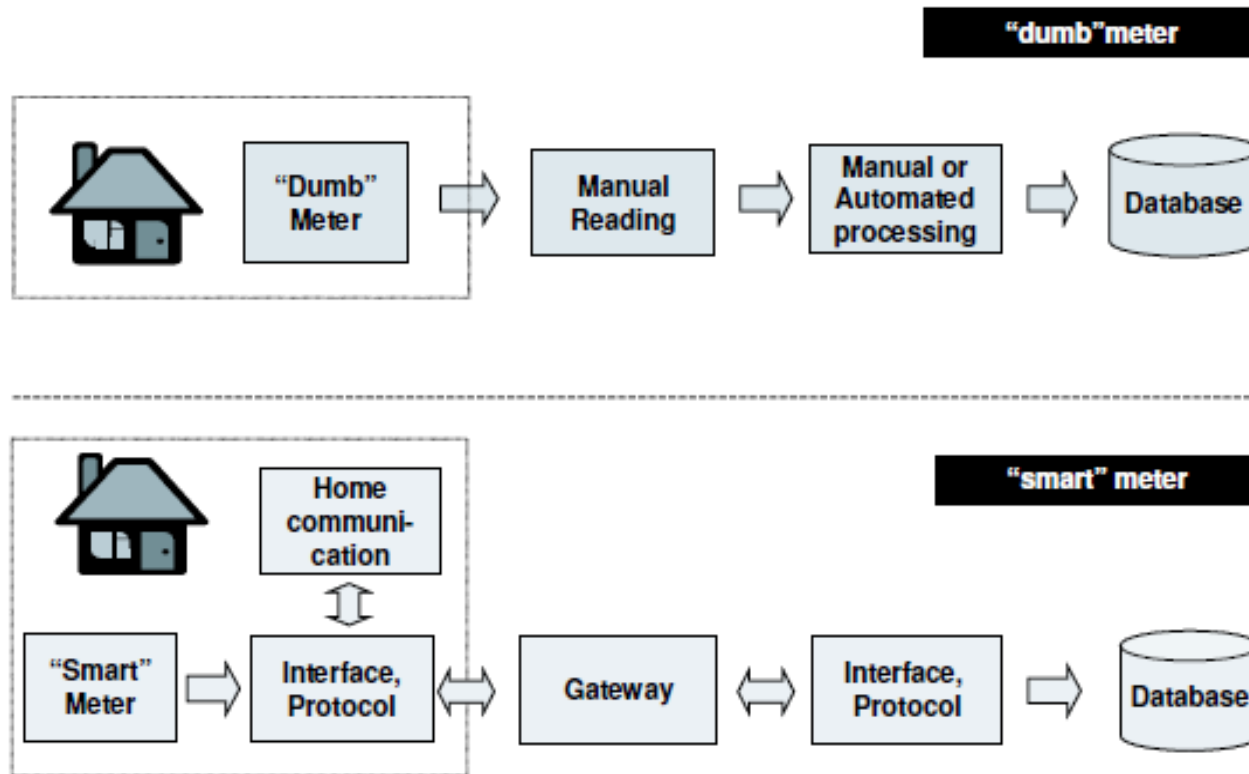 “dumb”meter
“Dumb”
Meter
Manual
Reading
Manual or
Automated
processing
Database
“smart” meter
Home
communi-
cation
“Smart”
Meter
Interface,
Protocol
Gateway
Interface,
Protocol
Database